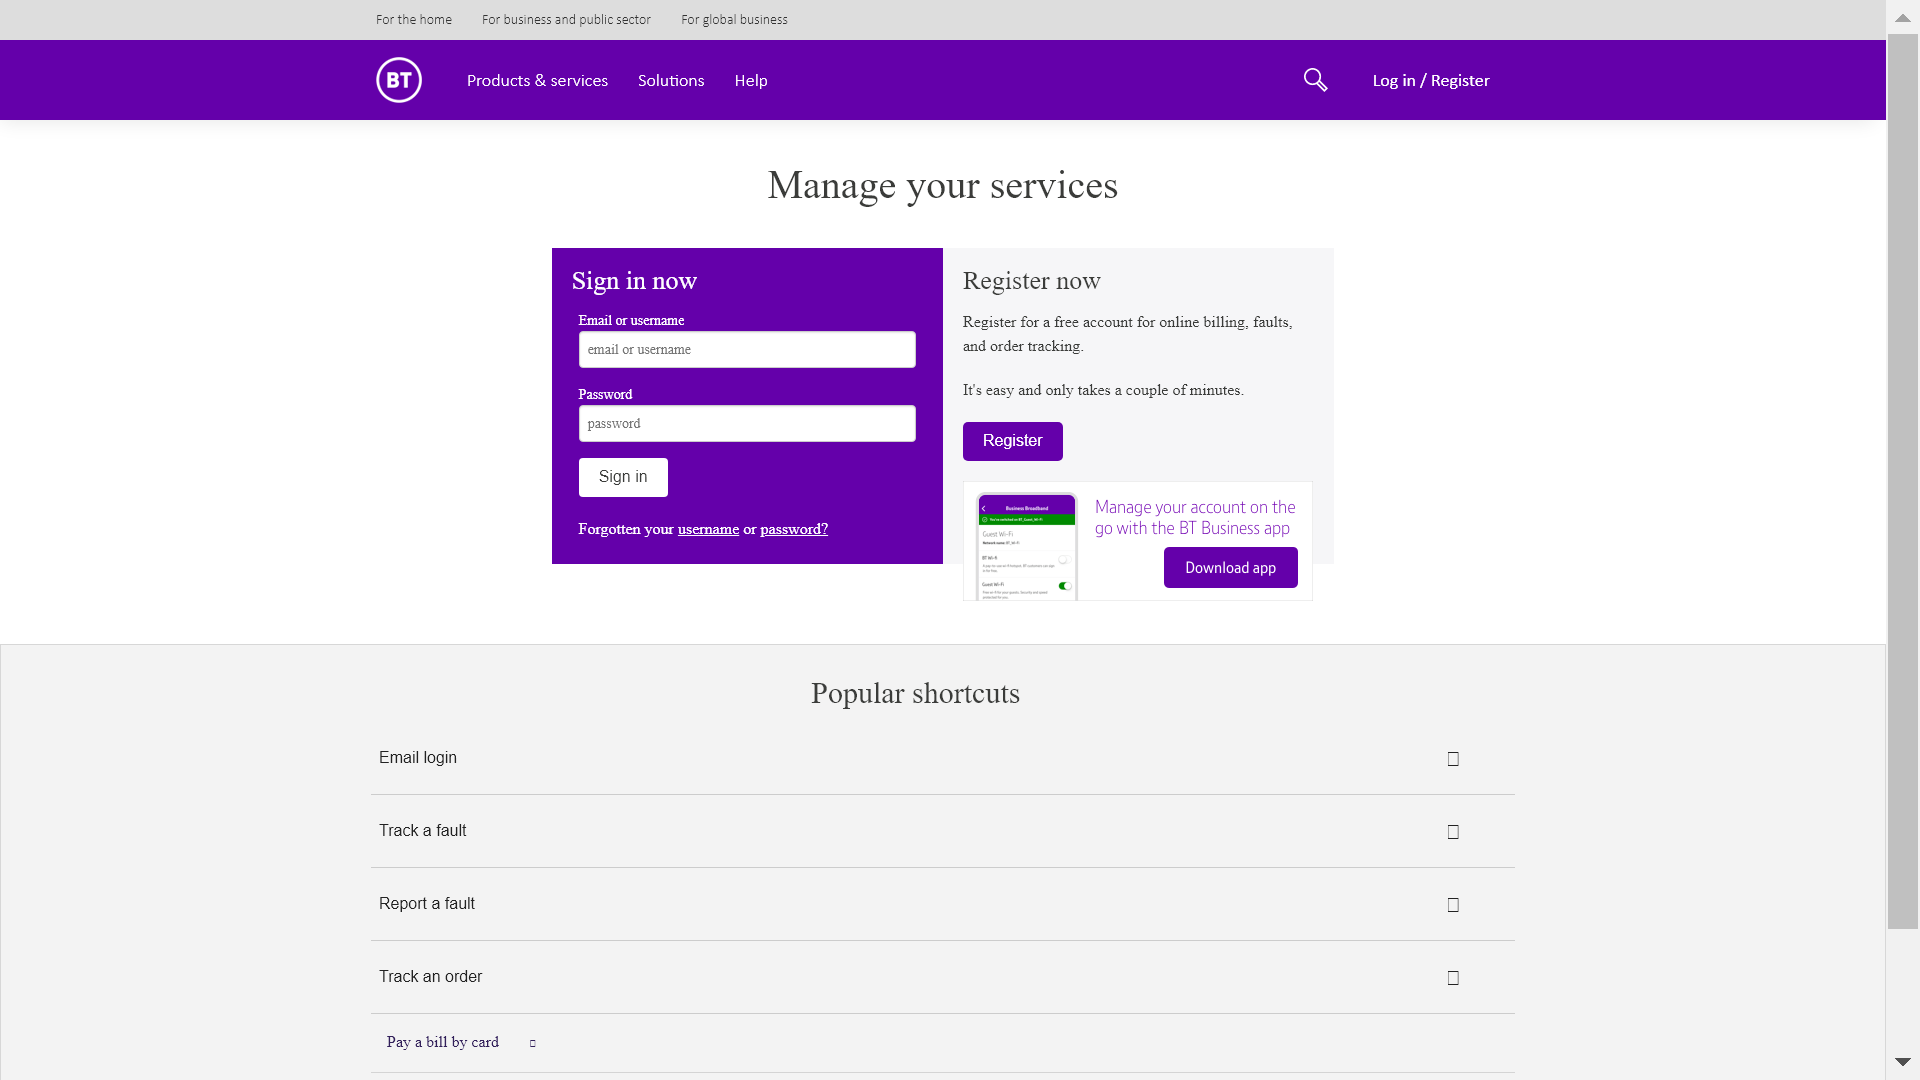 For the home
For business and public sector
For global business
BT
Products & services
Solutions
Help
Log in / Register
Manage your services
Sign in now
Email or username
email or username
Password
password
Sign in
Forgotten your username or password?
Register now
Register for a free account for online billing, faults,
and order tracking.
It's easy and only takes a couple of minutes.
Register
Business Broadband
Guest Wi-Fi
BT Wi-fi
Guest Wi-Fi
Manage your account on the
go with the BT Business app
Download app
Popular shortcuts
Email login
Track a fault
Report a fault
Track an order
Pay a bill by card